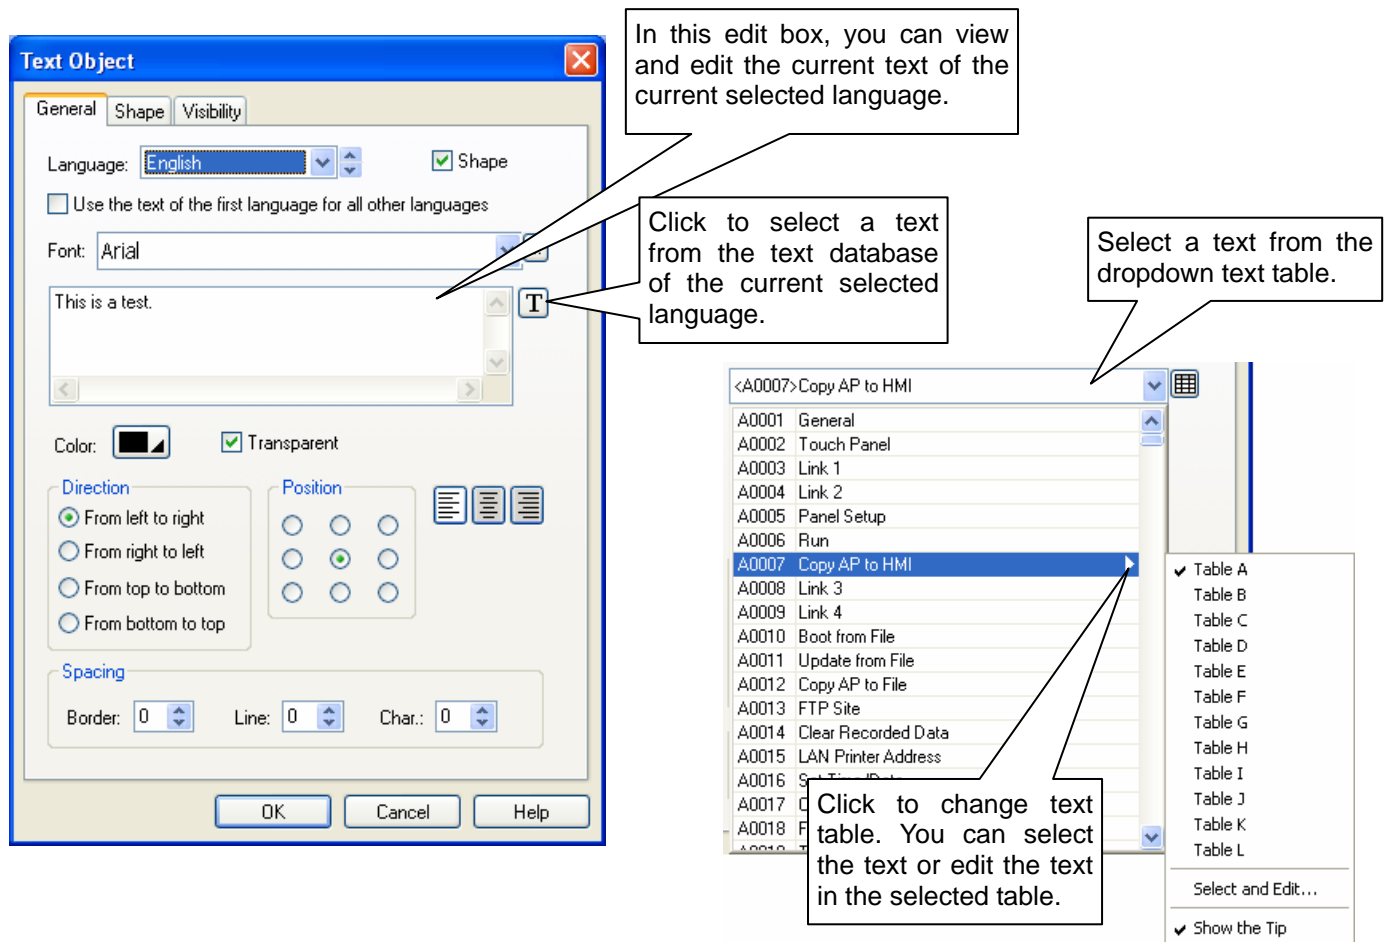 Text Object
General Shape Visibility
Language: English Shape
Use the text of the first language for all other languages
Font: Arial
This is a test.
T
Color: Transparent
Direction
From left to right
From right to left
From top to bottom
From bottom to top
Position
Spacing
Border: 0 Line: 0 Char.: 0
OK Cancel Help
In this edit box, you can view
and edit the current text of the
current selected language.
Click to select a text
from the text database
of the current selected
language.
Select a text from the
dropdown text table.
<A0007>Copy AP to HMI
A0001 General
A0002 Touch Panel
A0003 Link 1
A0004 Link 2
A0005 Panel Setup
A0006 Run
A0007 Copy AP to HMI
A0008 Link 3
A0009 Link 4
A0010 Boot from File
A0011 Update from File
A0012 Copy AP to File
A0013 FTP Site
A0014 Clear Recorded Data
A0015 LAN Printer Address
A0016 Set Time/Date
A0017
A0018 F
Click to change text
table. You can select
the text or edit the text
in the selected table.
Table A
Table B
Table C
Table D
Table E
Table F
Table G
Table H
Table I
Table J
Table K
Table L
Select and Edit...
Show the Tip